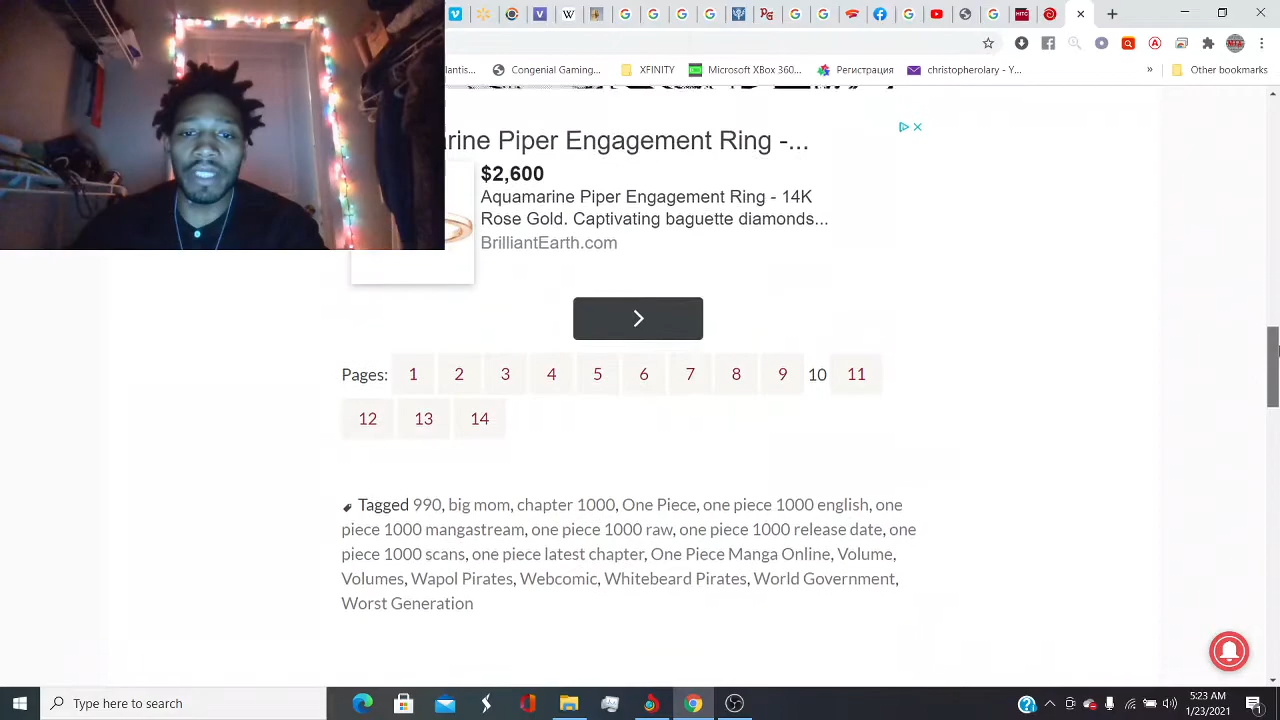 ntis...
Congenial Gaming...
XFINITY
Microsoft XBox 360...
Регистрация
christopherolary - Y...
»
Other bookmarks
rine Piper Engagement Ring -...
$2,600
Aquamarine Piper Engagement Ring - 14K
Rose Gold. Captivating baguette diamonds...
BrilliantEarth.com
Pages: 1 2 3 4 5 6 7 8 9 10 11
12 13 14
Tagged 990, big mom, chapter 1000, One Piece, one piece 1000 english, one
piece 1000 mangastream, one piece 1000 raw, one piece 1000 release date, one
piece 1000 scans, one piece latest chapter, One Piece Manga Online, Volume,
Volumes, Wapol Pirates, Webcomic, Whitebeard Pirates, World Government,
Worst Generation
Type here to search
5:23 AM
1/23/2021